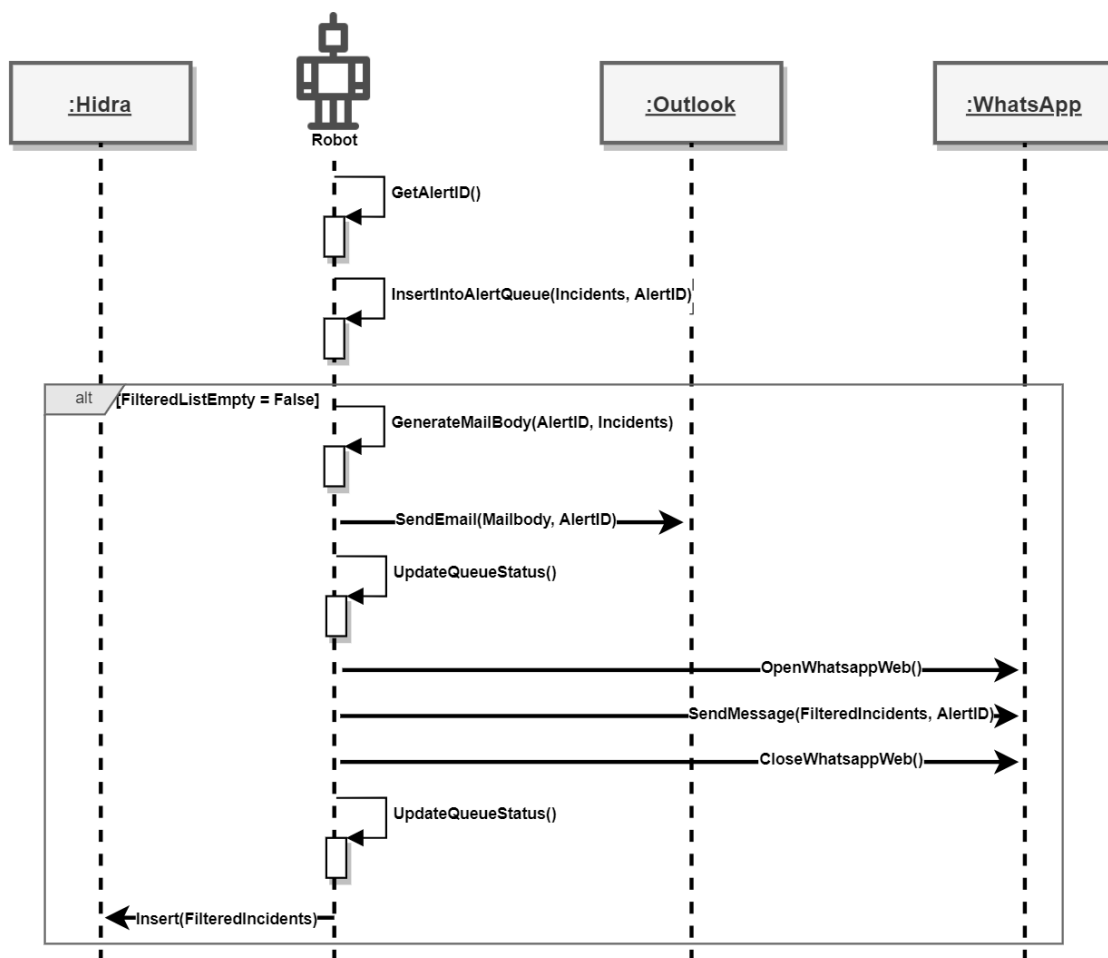 :Hidra
Robot
:Outlook
:WhatsApp
GetAlertID()
InsertIntoAlertQueue(Incidents, AlertID)
alt
[FilteredListEmpty = False]
GenerateMailBody(AlertID, Incidents)
SendEmail(Mailbody, AlertID)
UpdateQueueStatus()
OpenWhatsappWeb()
SendMessage(FilteredIncidents, AlertID)
CloseWhatsappWeb()
UpdateQueueStatus()
Insert(FilteredIncidents)